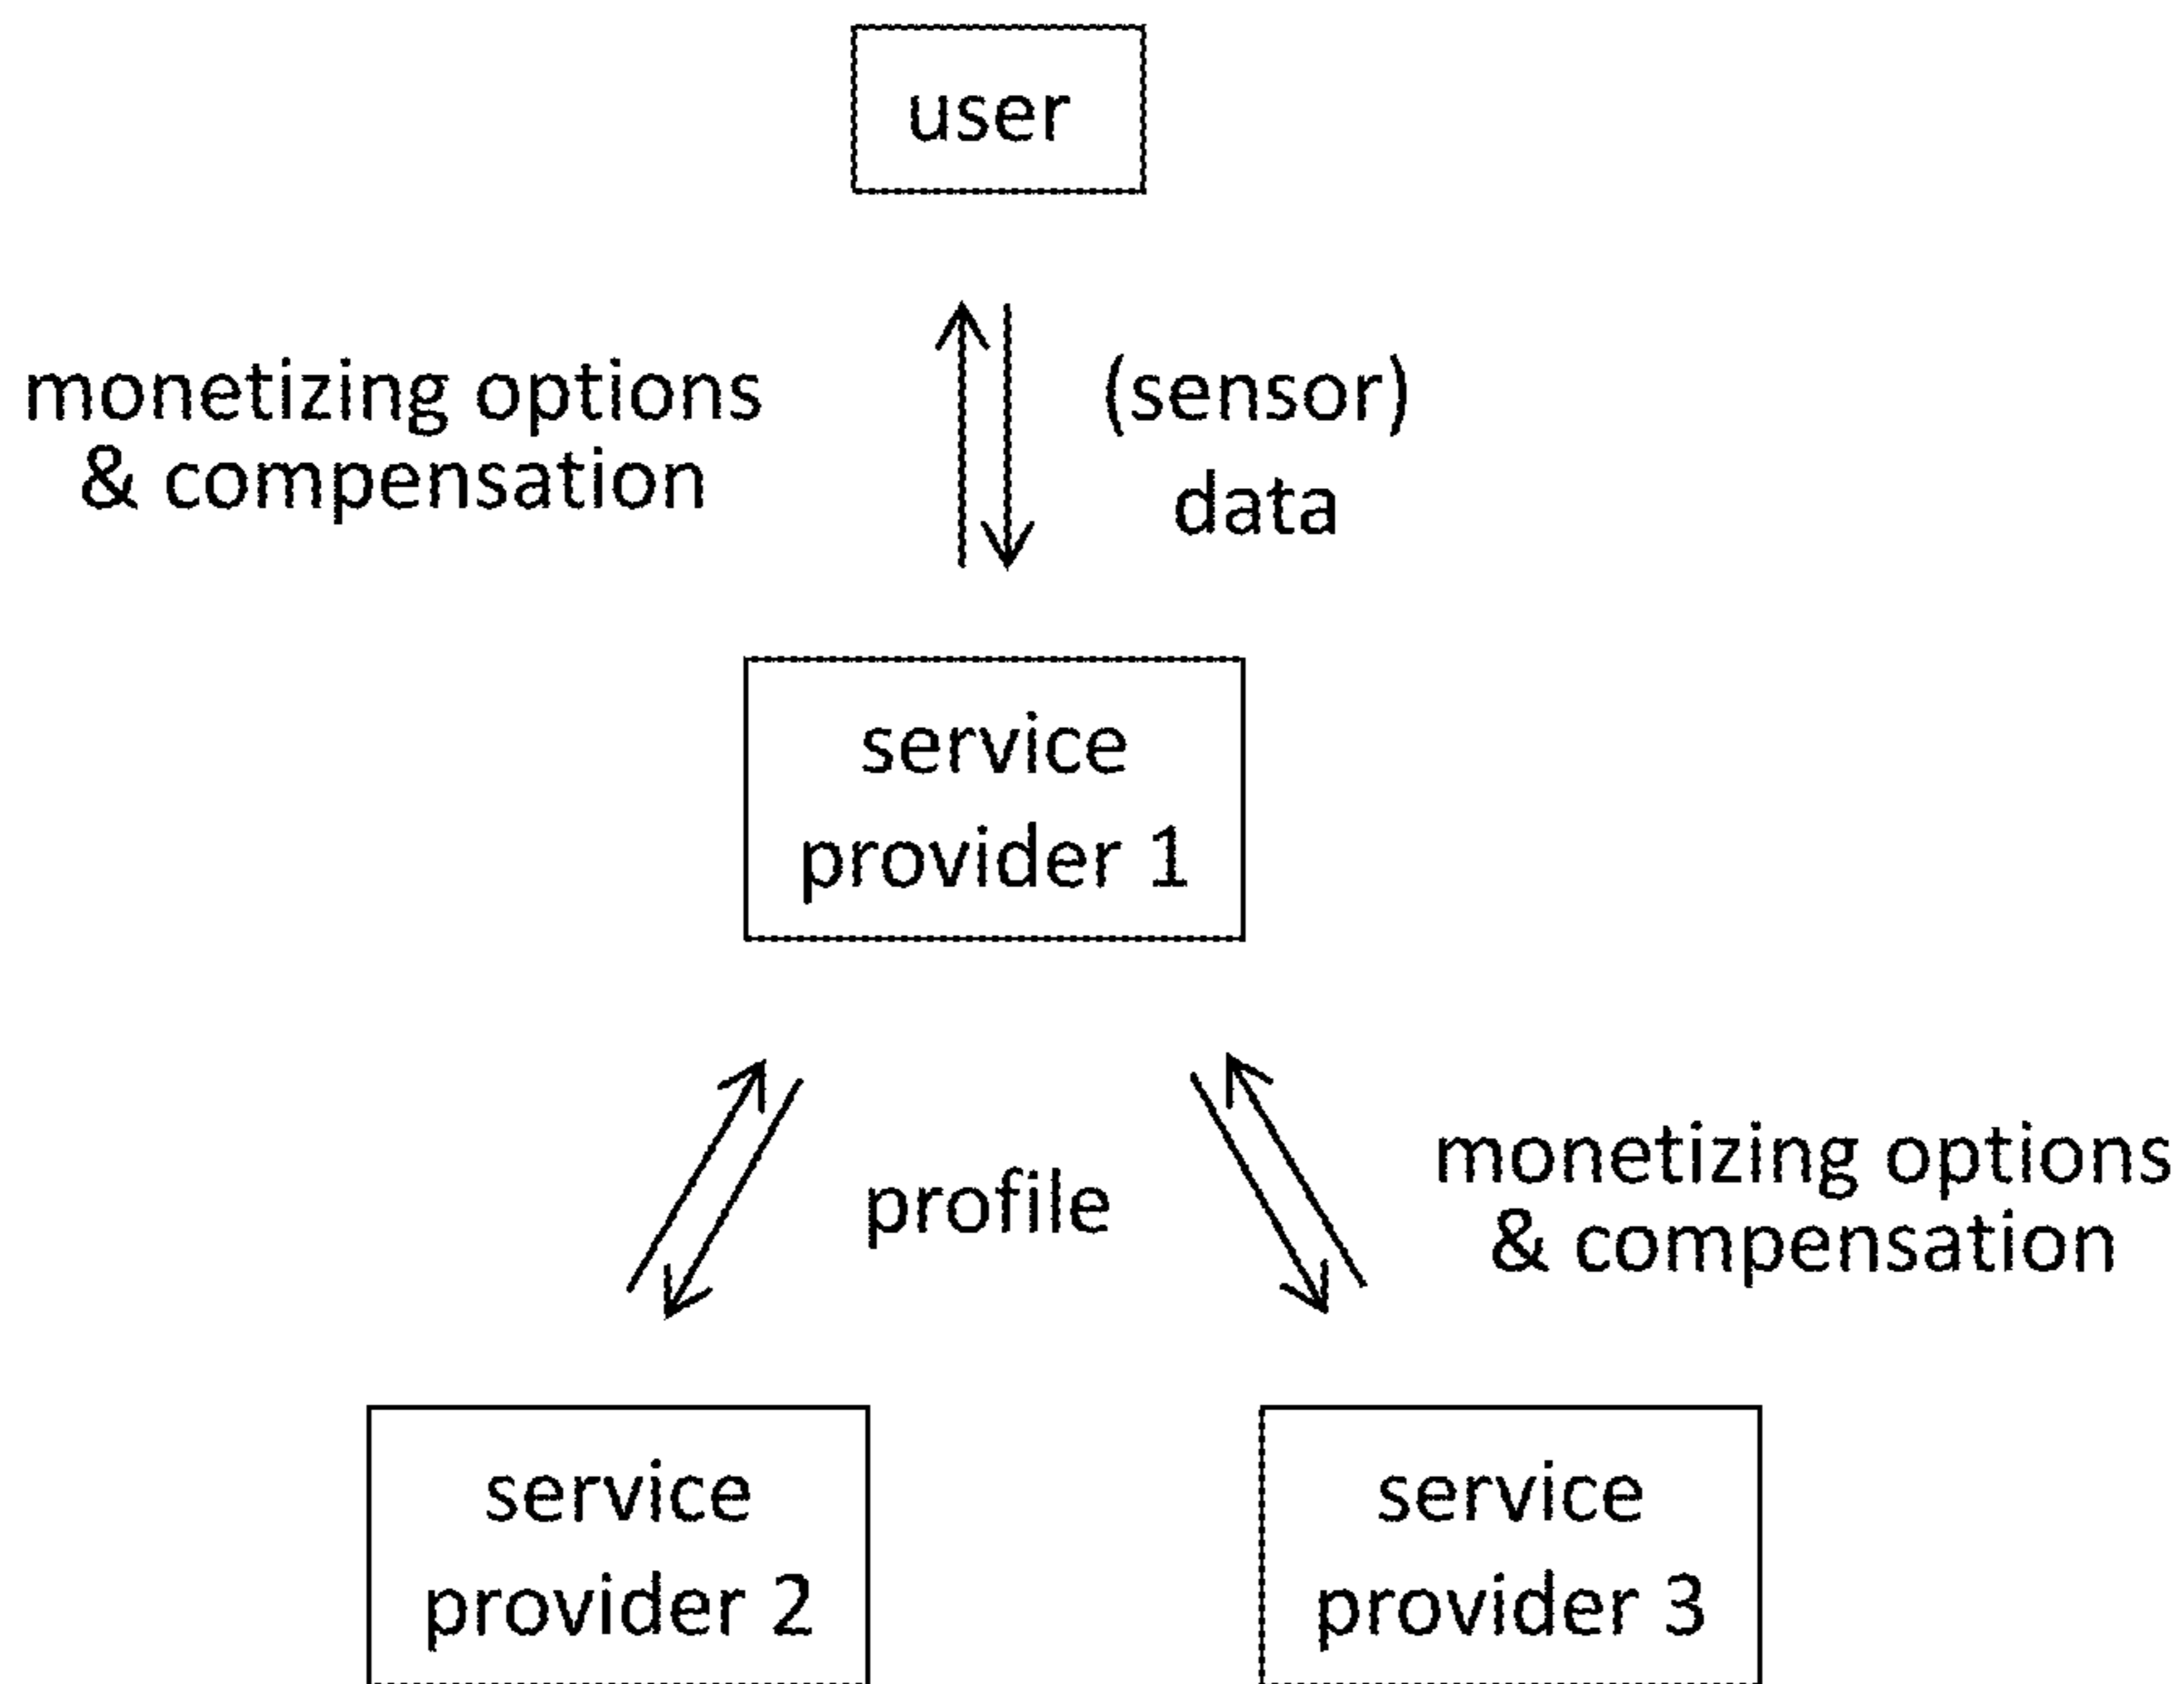 user
monetizing options
& compensation
(sensor)
data
service
provider 1
profile
monetizing options
& compensation
service
provider 2
service
provider 3